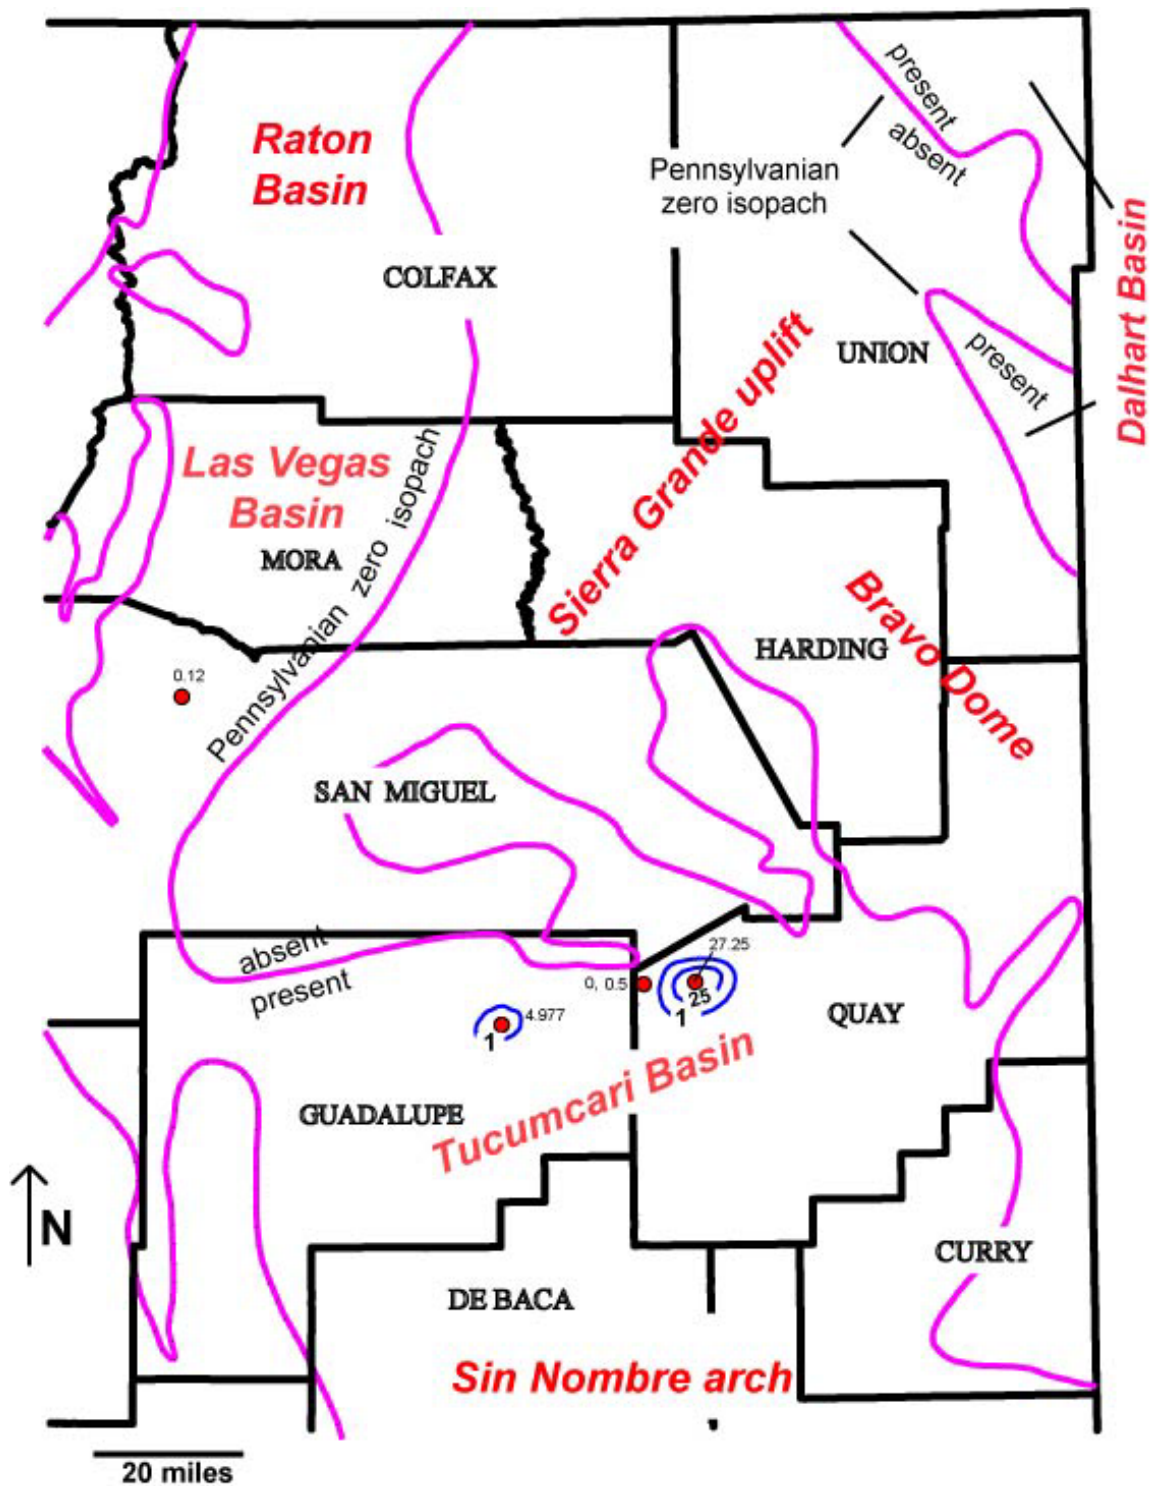 present
absent
Raton
Basin
Pennsylvanian
zero isopach
Dalhart Basin
COLFAX
Sierra Grande uplift
UNION
present
Las Vegas
Basin
MORA
Pennsylvanian zero isopach
Bravo Dome
HARDING
0.12
SAN MIGUEL
absent
present
27.25
0, 0.5
25
1
4.977
1
QUAY
Tucumcari Basin
GUADALUPE
N
CURRY
DE BACA
Sin Nombre arch
20 miles